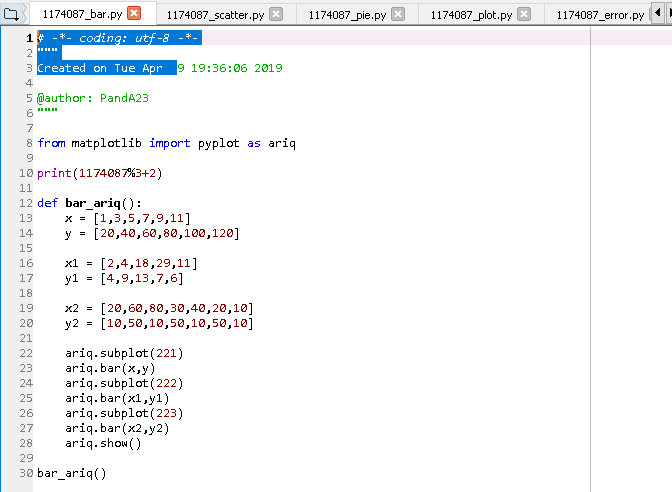 1174087_bar.py 1174087_scatter.py 1174087_pie.py 1174087_plot.py 1174087_error.py
1 # -*- coding: utf-8 -*-
2 """
3 Created on Tue Apr  9 19:36:06 2019
4
5 @author: PandA23
6 """
7
8 from matplotlib import pyplot as ariq
9
10 print(1174087%3+2)
11
12 def bar_ariq():
13     x = [1,3,5,7,9,11]
14     y = [20,40,60,80,100,120]
15
16     x1 = [2,4,18,29,11]
17     y1 = [4,9,13,7,6]
18
19     x2 = [20,60,80,30,40,20,10]
20     y2 = [10,50,10,50,10,50,10]
21
22     ariq.subplot(221)
23     ariq.bar(x,y)
24     ariq.subplot(222)
25     ariq.bar(x1,y1)
26     ariq.subplot(223)
27     ariq.bar(x2,y2)
28     ariq.show()
29
30 bar_ariq()